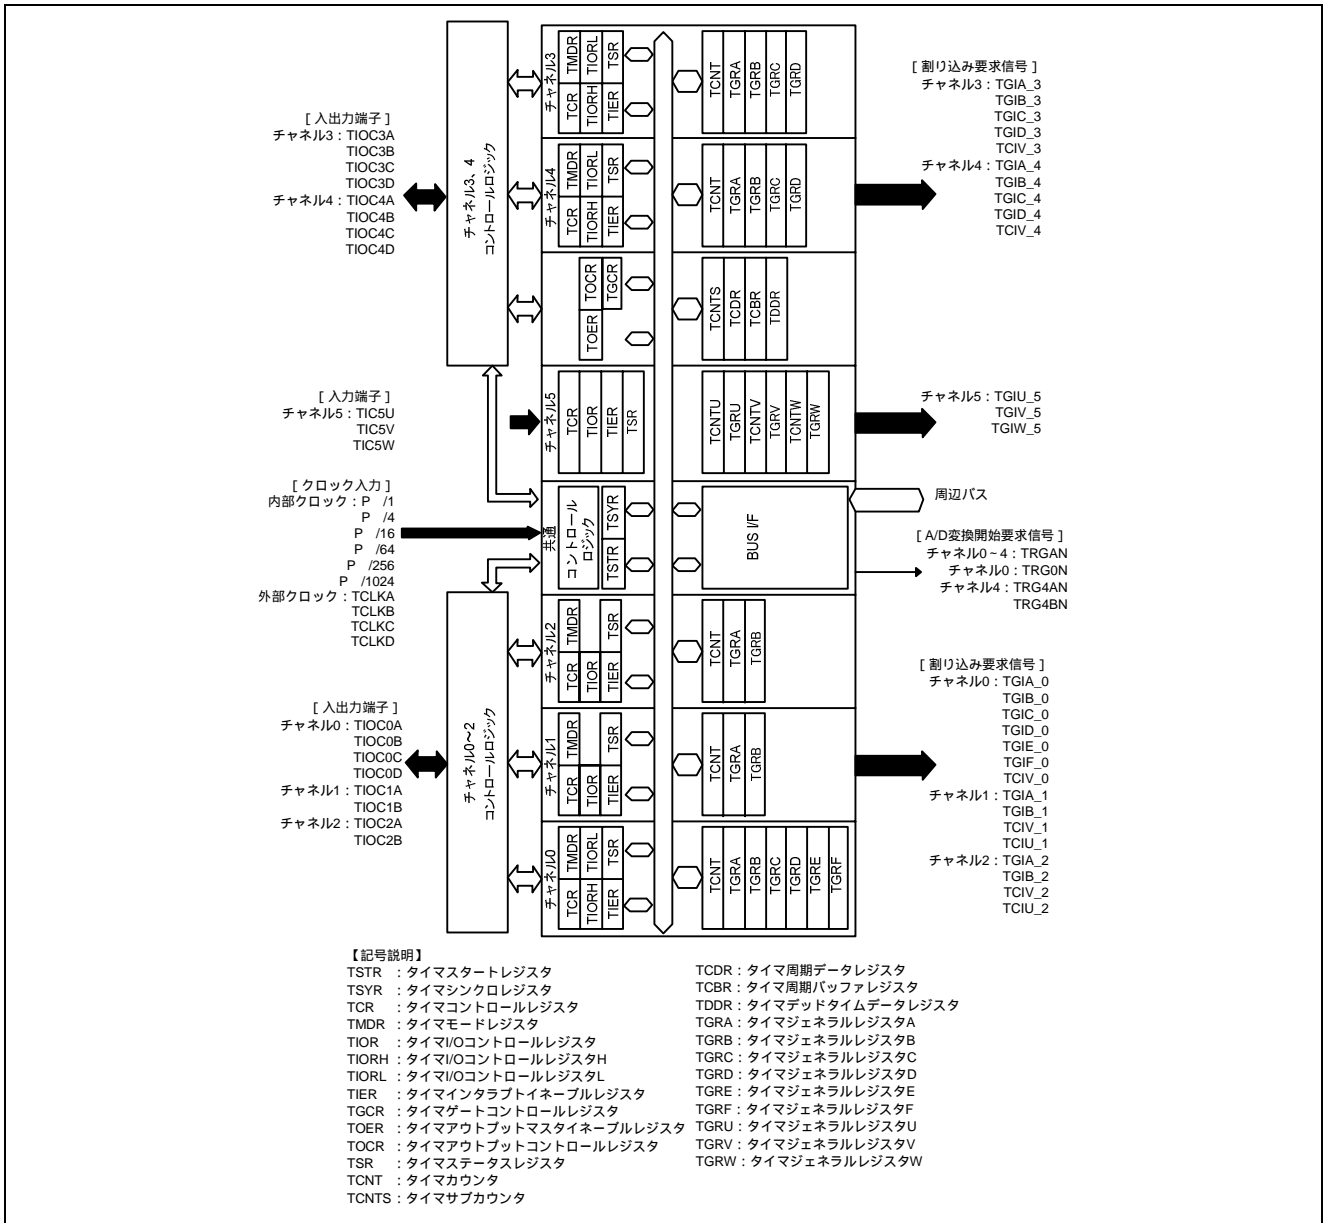 [ 入出力端子 ]
チャネル3 : TIOC3A
TIOC3B
TIOC3C
TIOC3D
チャネル4 : TIOC4A
TIOC4B
TIOC4C
TIOC4D
[ 入力端子 ]
チャネル5 : TIC5U
TIC5V
TIC5W
[ クロック入力 ]
内部クロック : P /1
P /4
P /16
P /64
P /256
P /1024
外部クロック : TCLKA
TCLKB
TCLKC
TCLKD
[ 入出力端子 ]
チャネル0 : TIOC0A
TIOC0B
TIOC0C
TIOC0D
チャネル1 : TIOC1A
TIOC1B
チャネル2 : TIOC2A
TIOC2B
チャネル3、4
コントロールロジック
チャネル0~2
コントロールロジック
チャネル3
TCR
TMDR
TIORH
TIORL
TIER
TSR
TCNT
TGRA
TGRB
TGRC
TGRD
チャネル4
TCR
TMDR
TIORH
TIORL
TIER
TSR
TCNT
TGRA
TGRB
TGRC
TGRD
TOER
TOCR
TGCR
TCNTS
TCDR
TCBR
TDDR
チャネル5
TCR
TIOR
TIER
TSR
TCNTU
TGRU
TCNTV
TGRV
TCNTW
TGRW
共通
コントロール
ロジック
TSTR
TSYR
BUS I/F
チャネル2
TCR
TMDR
TIOR
TIER
TSR
TCNT
TGRA
TGRB
チャネル1
TCR
TMDR
TIOR
TIER
TSR
TCNT
TGRA
TGRB
チャネル0
TCR
TMDR
TIORH
TIORL
TIER
TSR
TCNT
TGRA
TGRB
TGRC
TGRD
TGRE
TGRF
[ 割り込み要求信号 ]
チャネル3 : TGIA_3
TGIB_3
TGIC_3
TGID_3
TCIV_3
チャネル4 : TGIA_4
TGIB_4
TGIC_4
TGID_4
TCIV_4
チャネル5 : TGIU_5
TGIV_5
TGIW_5
周辺バス
[ A/D変換開始要求信号 ]
チャネル0~4 : TRGAN
チャネル0 : TRG0N
チャネル4 : TRG4AN
TRG4BN
[ 割り込み要求信号 ]
チャネル0 : TGIA_0
TGIB_0
TGIC_0
TGID_0
TGIE_0
TGIF_0
TCIV_0
チャネル1 : TGIA_1
TGIB_1
TCIV_1
TCIU_1
チャネル2 : TGIA_2
TGIB_2
TCIV_2
TCIU_2
【記号説明】
TSTR : タイマスタートレジスタ
TSYR : タイマシンクロレジスタ
TCR : タイマコントロールレジスタ
TMDR : タイマモードレジスタ
TIOR : タイマI/Oコントロールレジスタ
TIORH : タイマI/OコントロールレジスタH
TIORL : タイマI/OコントロールレジスタL
TIER : タイマインタラプトイネーブルレジスタ
TGCR : タイマゲートコントロールレジスタ
TOER : タイマアウトプットマスタイネーブルレジスタ
TOCR : タイマアウトプットコントロールレジスタ
TSR : タイマステータスレジスタ
TCNT : タイマカウンタ
TCNTS : タイマサブカウンタ
TCDR : タイマ周期データレジスタ
TCBR : タイマ周期バッファレジスタ
TDDR : タイマデッドタイムデータレジスタ
TGRA : タイマジェネラルレジスタA
TGRB : タイマジェネラルレジスタB
TGRC : タイマジェネラルレジスタC
TGRD : タイマジェネラルレジスタD
TGRE : タイマジェネラルレジスタE
TGRF : タイマジェネラルレジスタF
TGRU : タイマジェネラルレジスタU
TGRV : タイマジェネラルレジスタV
TGRW : タイマジェネラルレジスタW